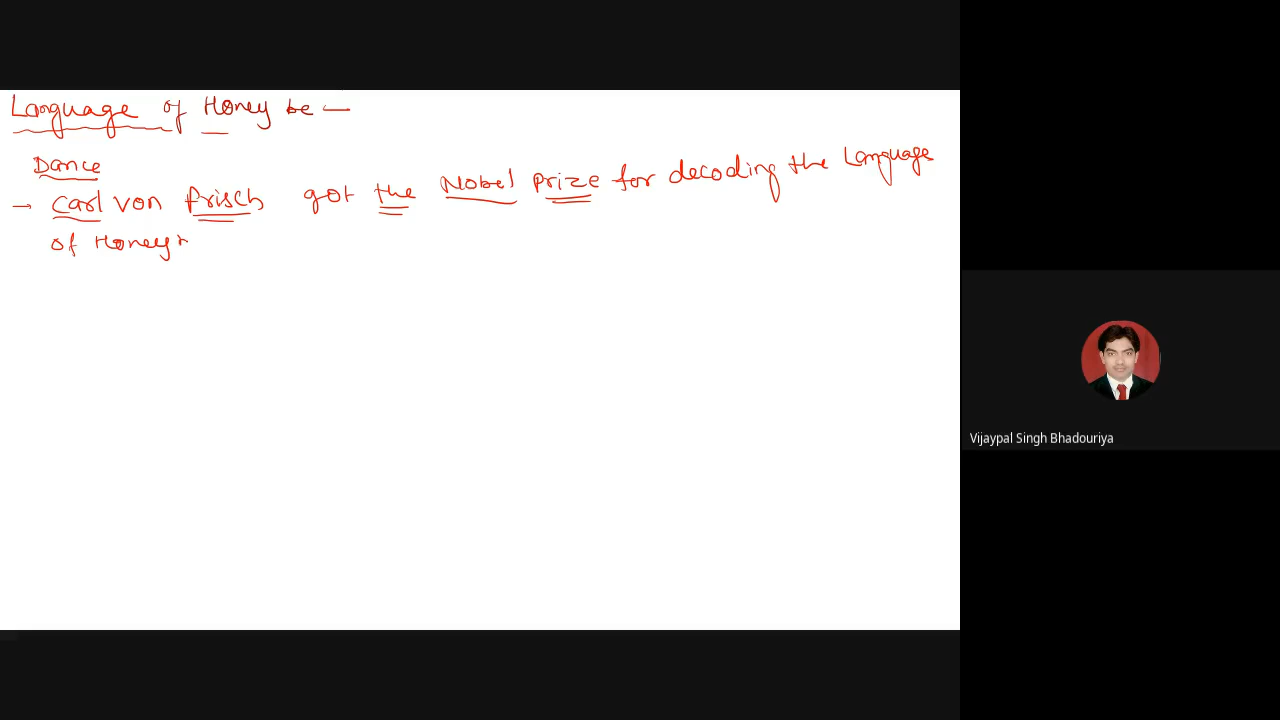 Language of Honey be —
Dance
→ Carl von frisch got the Nobel prize for decoding the Language
of Honey
Vijaypal Singh Bhadouriya